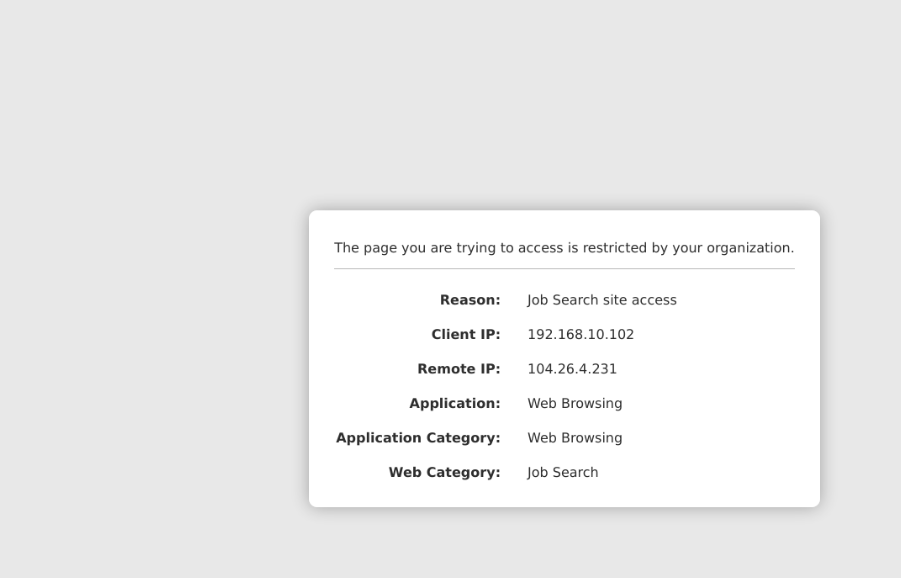 The page you are trying to access is restricted by your organization.
Reason: Job Search site access
Client IP: 192.168.10.102
Remote IP: 104.26.4.231
Application: Web Browsing
Application Category: Web Browsing
Web Category: Job Search